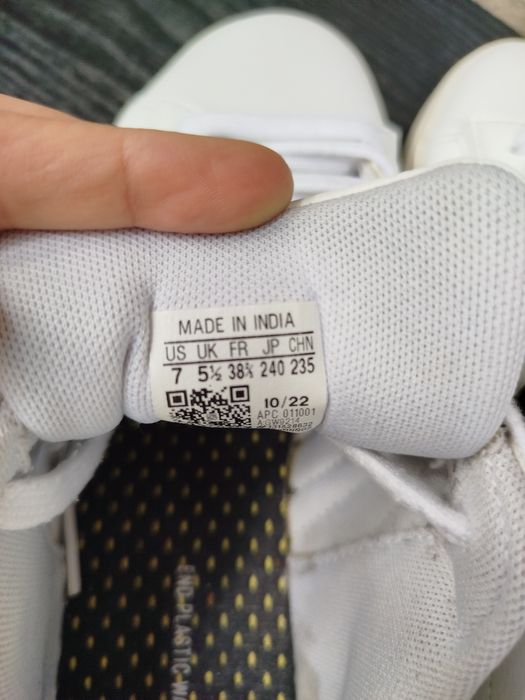 MADE IN INDIA
US UK FR JP CHN
7 5½ 38⅔ 240 235
10/22
APC 011001
END-PLASTIC-W